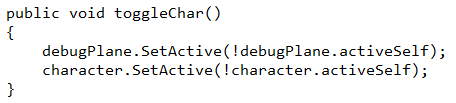 public void toggleChar()
{
    debugPlane.SetActive(!debugPlane.activeSelf);
    character.SetActive(!character.activeSelf);
}